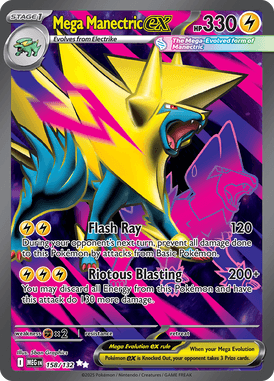 STAGE 1
Mega Manectric ex
HP 330
Evolves from Electrike
The Mega-Evolved form of
Manectric
Flash Ray 120
During your opponent's next turn, prevent all damage done
to this Pokémon by attacks from Basic Pokémon.
Riotous Blasting 200+
You may discard all Energy from this Pokémon and have
this attack do 130 more damage.
weakness ×2 resistance retreat
Mega Evolution ex rule
When your Mega Evolution
Pokémon ex is Knocked Out, your opponent takes 3 Prize cards.
Illus. 5ban Graphics
I MEG EN 158/132
©2025 Pokémon / Nintendo / Creatures / GAME FREAK